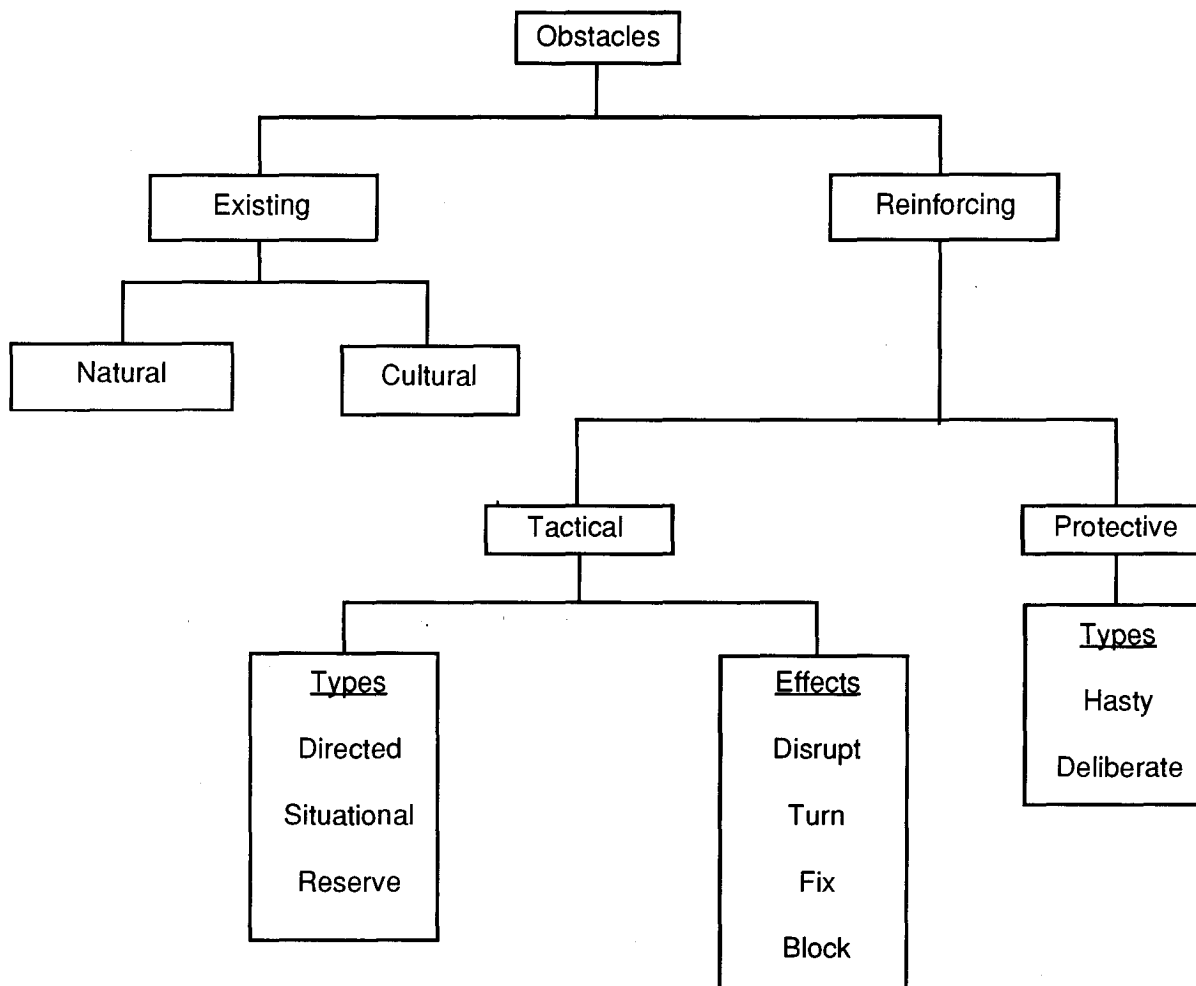 Obstacles
Existing
Reinforcing
Natural
Cultural
Tactical
Protective
Types
Directed
Situational
Reserve
Effects
Disrupt
Turn
Fix
Block
Types
Hasty
Deliberate